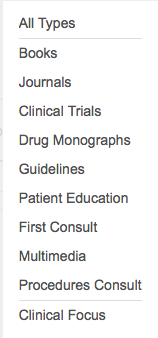 All Types
Books
Journals
Clinical Trials
Drug Monographs
Guidelines
Patient Education
First Consult
Multimedia
Procedures Consult
Clinical Focus